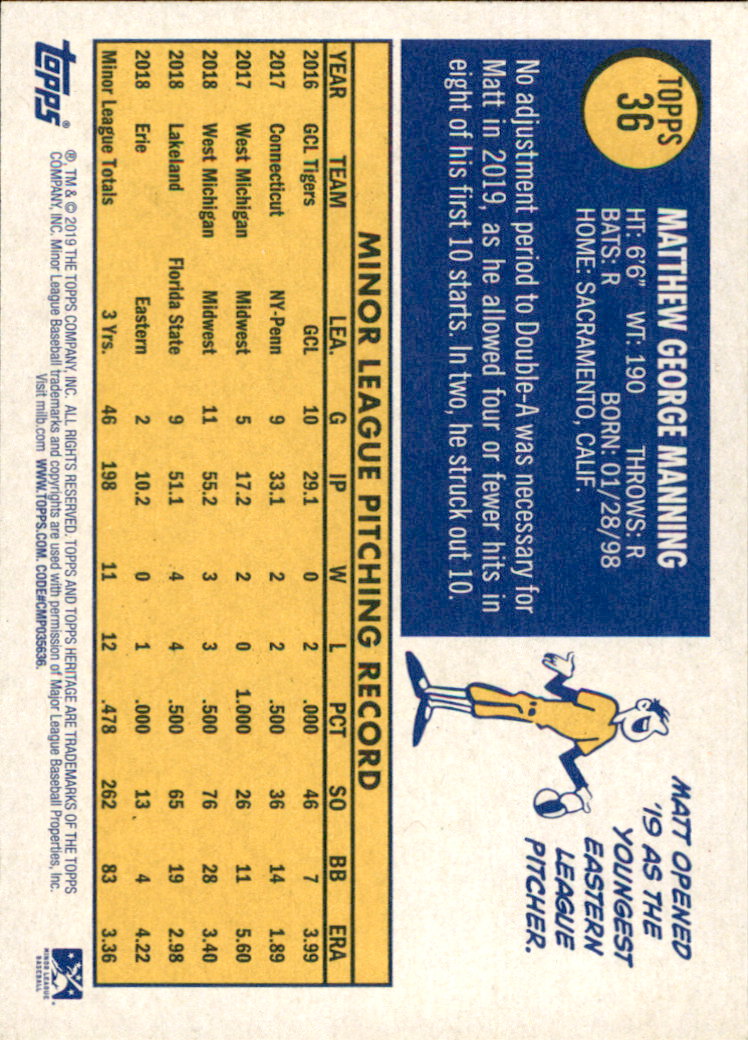 TOPPS
36
MATTHEW GEORGE MANNING
HT: 6'6" WT: 190 THROWS: R
BATS: R BORN: 01/28/98
HOME: SACRAMENTO, CALIF.
No adjustment period to Double-A was necessary for
Matt in 2019, as he allowed four or fewer hits in
eight of his first 10 starts. In two, he struck out 10.
MATT OPENED
'19 AS THE
YOUNGEST
EASTERN
LEAGUE
PITCHER.
MINOR LEAGUE PITCHING RECORD
YEAR TEAM LEA. G IP W L PCT SO BB ERA
2016 GCL Tigers GCL 10 29.1 0 2 .000 46 7 3.99
2017 Connecticut NY-Penn 9 33.1 2 2 .500 36 14 1.89
2017 West Michigan Midwest 5 17.2 2 0 1.000 26 11 5.60
2018 West Michigan Midwest 11 55.2 3 3 .500 76 28 3.40
2018 Lakeland Florida State 9 51.1 4 4 .500 65 19 2.98
2018 Erie Eastern 2 10.2 0 1 .000 13 4 4.22
Minor League Totals 3 Yrs. 46 198 11 12 .478 262 83 3.36
Topps®
®, TM & © 2019 THE TOPPS COMPANY, INC. ALL RIGHTS RESERVED. TOPPS AND TOPPS HERITAGE ARE TRADEMARKS OF THE TOPPS
COMPANY, INC. Minor League Baseball trademarks and copyrights are used with permission of Major League Baseball Properties, Inc.
Visit milb.com WWW.TOPPS.COM. CODE#CMP035636.
MINOR LEAGUE
BASEBALL